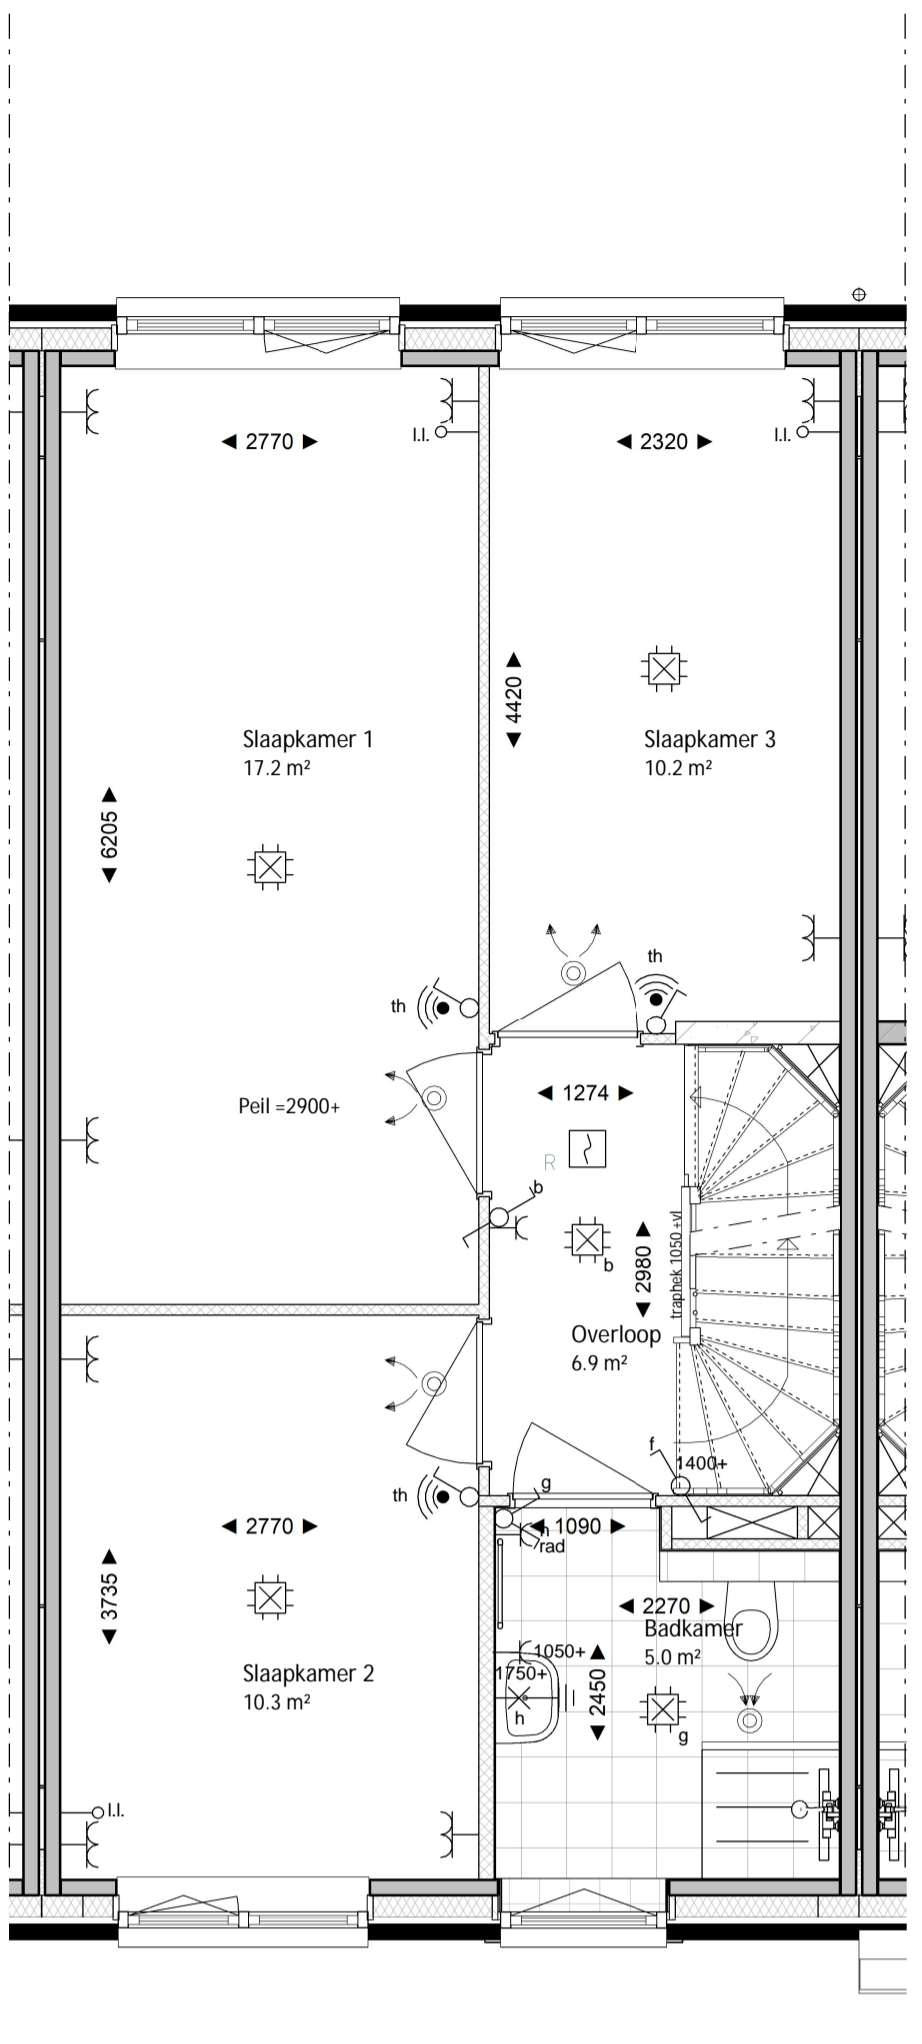 ◄ 2770 ►
l.l.
◄ 2320 ►
l.l.
◄ 4420 ►
Slaapkamer 1
17.2 m²
Slaapkamer 3
10.2 m²
◄ 6205 ►
th
th
Peil =2900+
◄ 1274 ►
R
b
b
◄ 2980 ►
traphek 1050 +vl
Overloop
6.9 m²
f
1400+
th
g
◄ 2770 ►
h
◄ 1090 ►
rad
◄ 3735 ►
◄ 2270 ►
Badkamer
5.0 m²
1050+
1750+
◄ 2450 ►
Slaapkamer 2
10.3 m²
h
g
l.l.